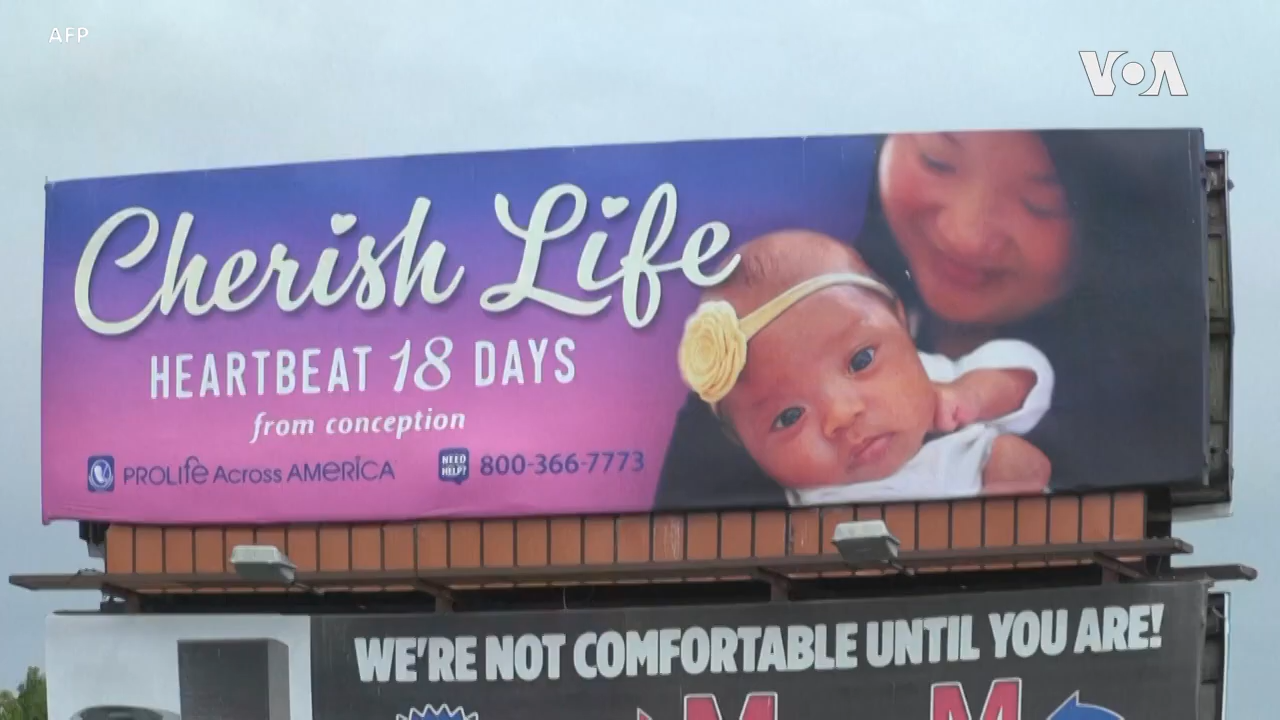 AFP
VOA
Cherish Life
HEARTBEAT 18 DAYS
from conception
PROLIFE Across AMERICA
NEED HELP?
800-366-7773
WE'RE NOT COMFORTABLE UNTIL YOU ARE!
M M